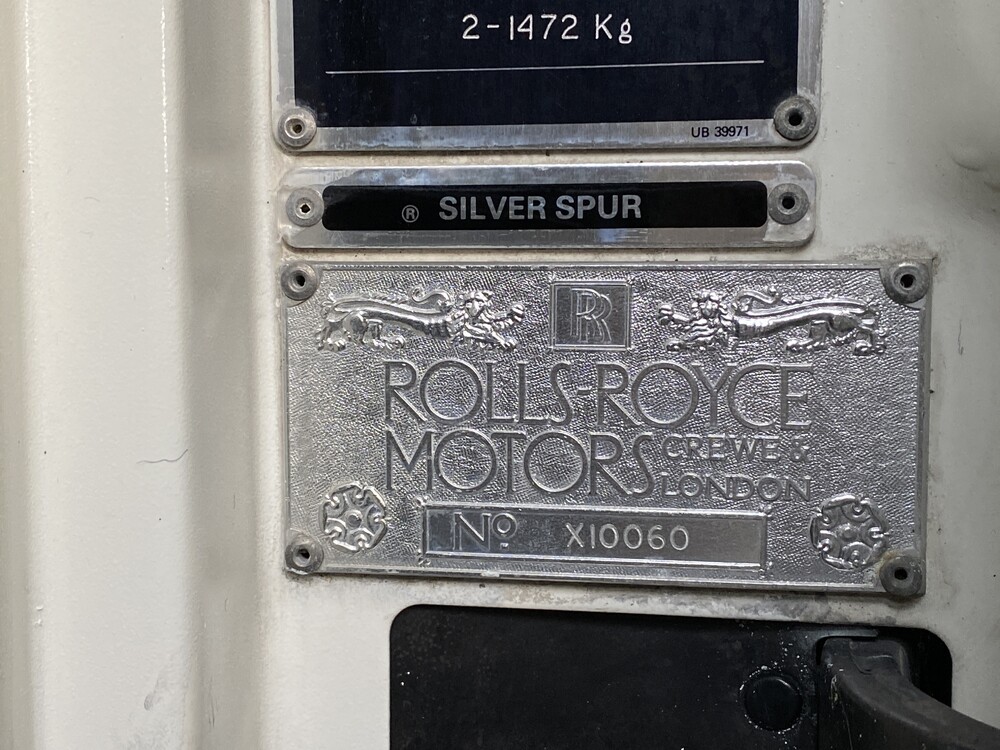 2-1472 Kg
UB 39971
® SILVER SPUR
RR
ROLLS-ROYCE
MOTORS CREWE &
LONDON
Nº X10060